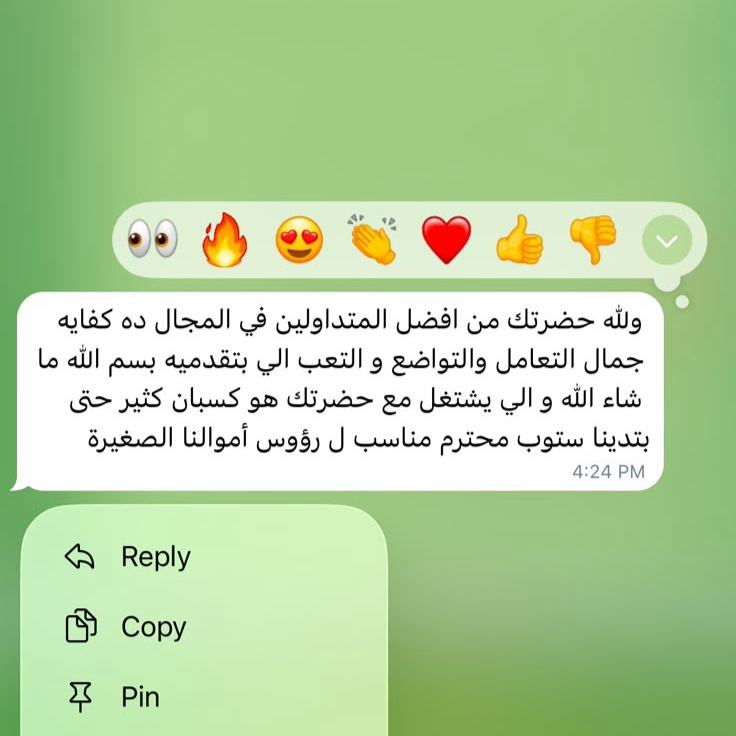 ولله حضرتك من افضل المتداولين في المجال ده كفايه
جمال التعامل والتواضع و التعب الي بتقدميه بسم الله ما
شاء الله و الي يشتغل مع حضرتك هو كسبان كثير حتى
بتدينا ستوب محترم مناسب ل رؤوس أموالنا الصغيرة
4:24 PM
Reply
Copy
Pin